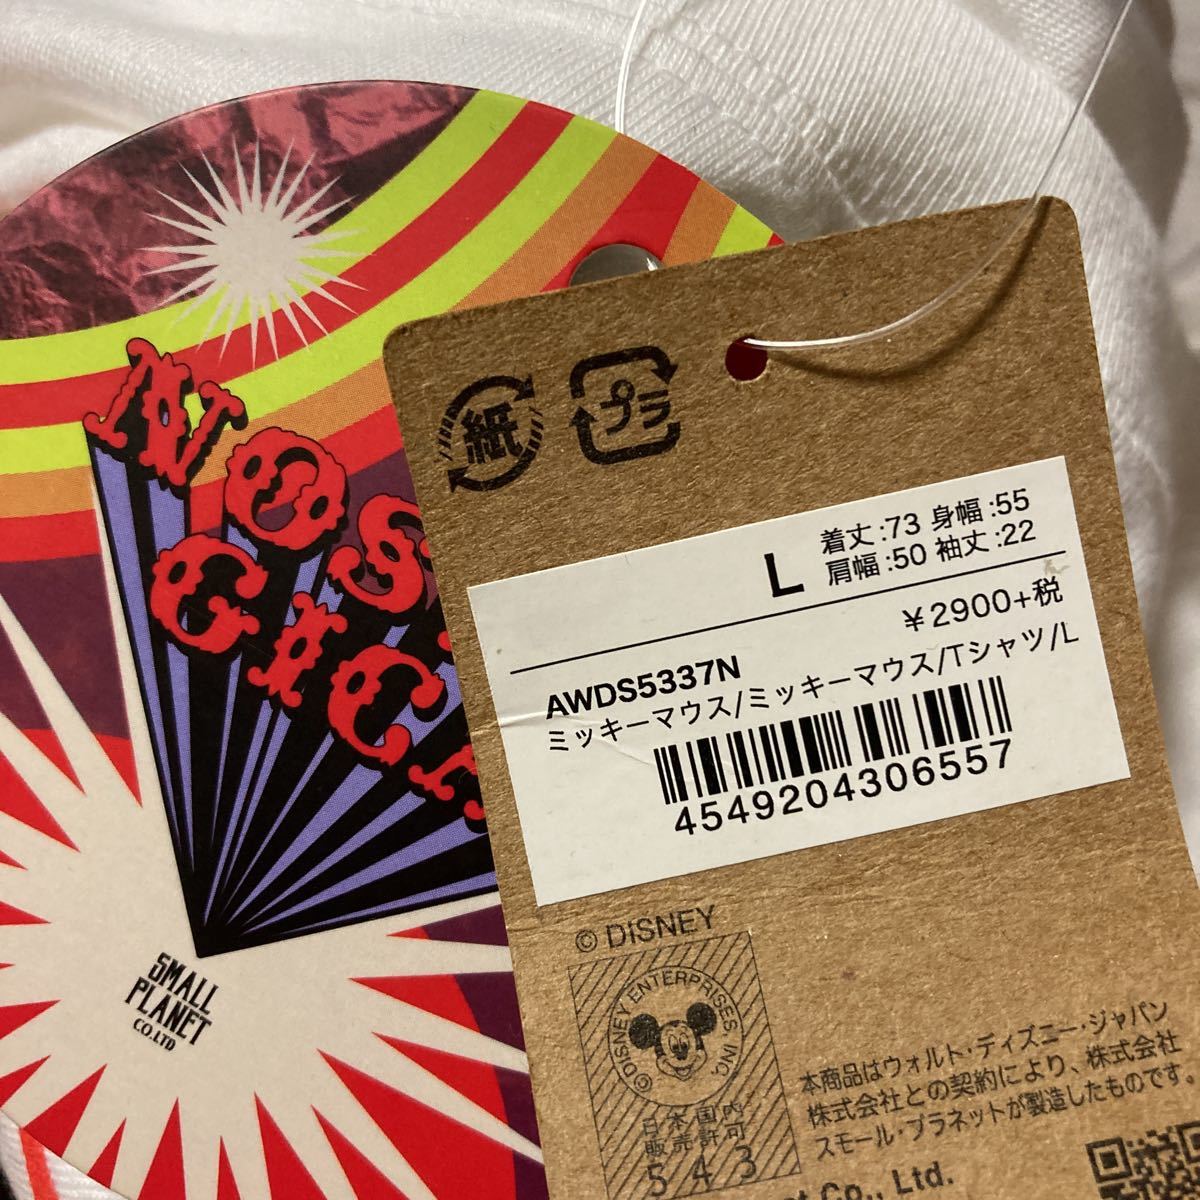 NOS
GICA
SMALL
PLANET
CO.LTD
紙
プラ
L
着丈:73 身幅:55
肩幅:50 袖丈:22
¥2900+税
AWDS5337N
ミッキーマウス/ミッキーマウス/Tシャツ/L
4549204306557
© DISNEY
© DISNEY ENTERPRISES, INC.
日本国内
販売許可
543
本商品はウォルト・ディズニー・ジャパン
株式会社との契約により、株式会社
スモール・プラネットが製造したものです。
Co., Ltd.